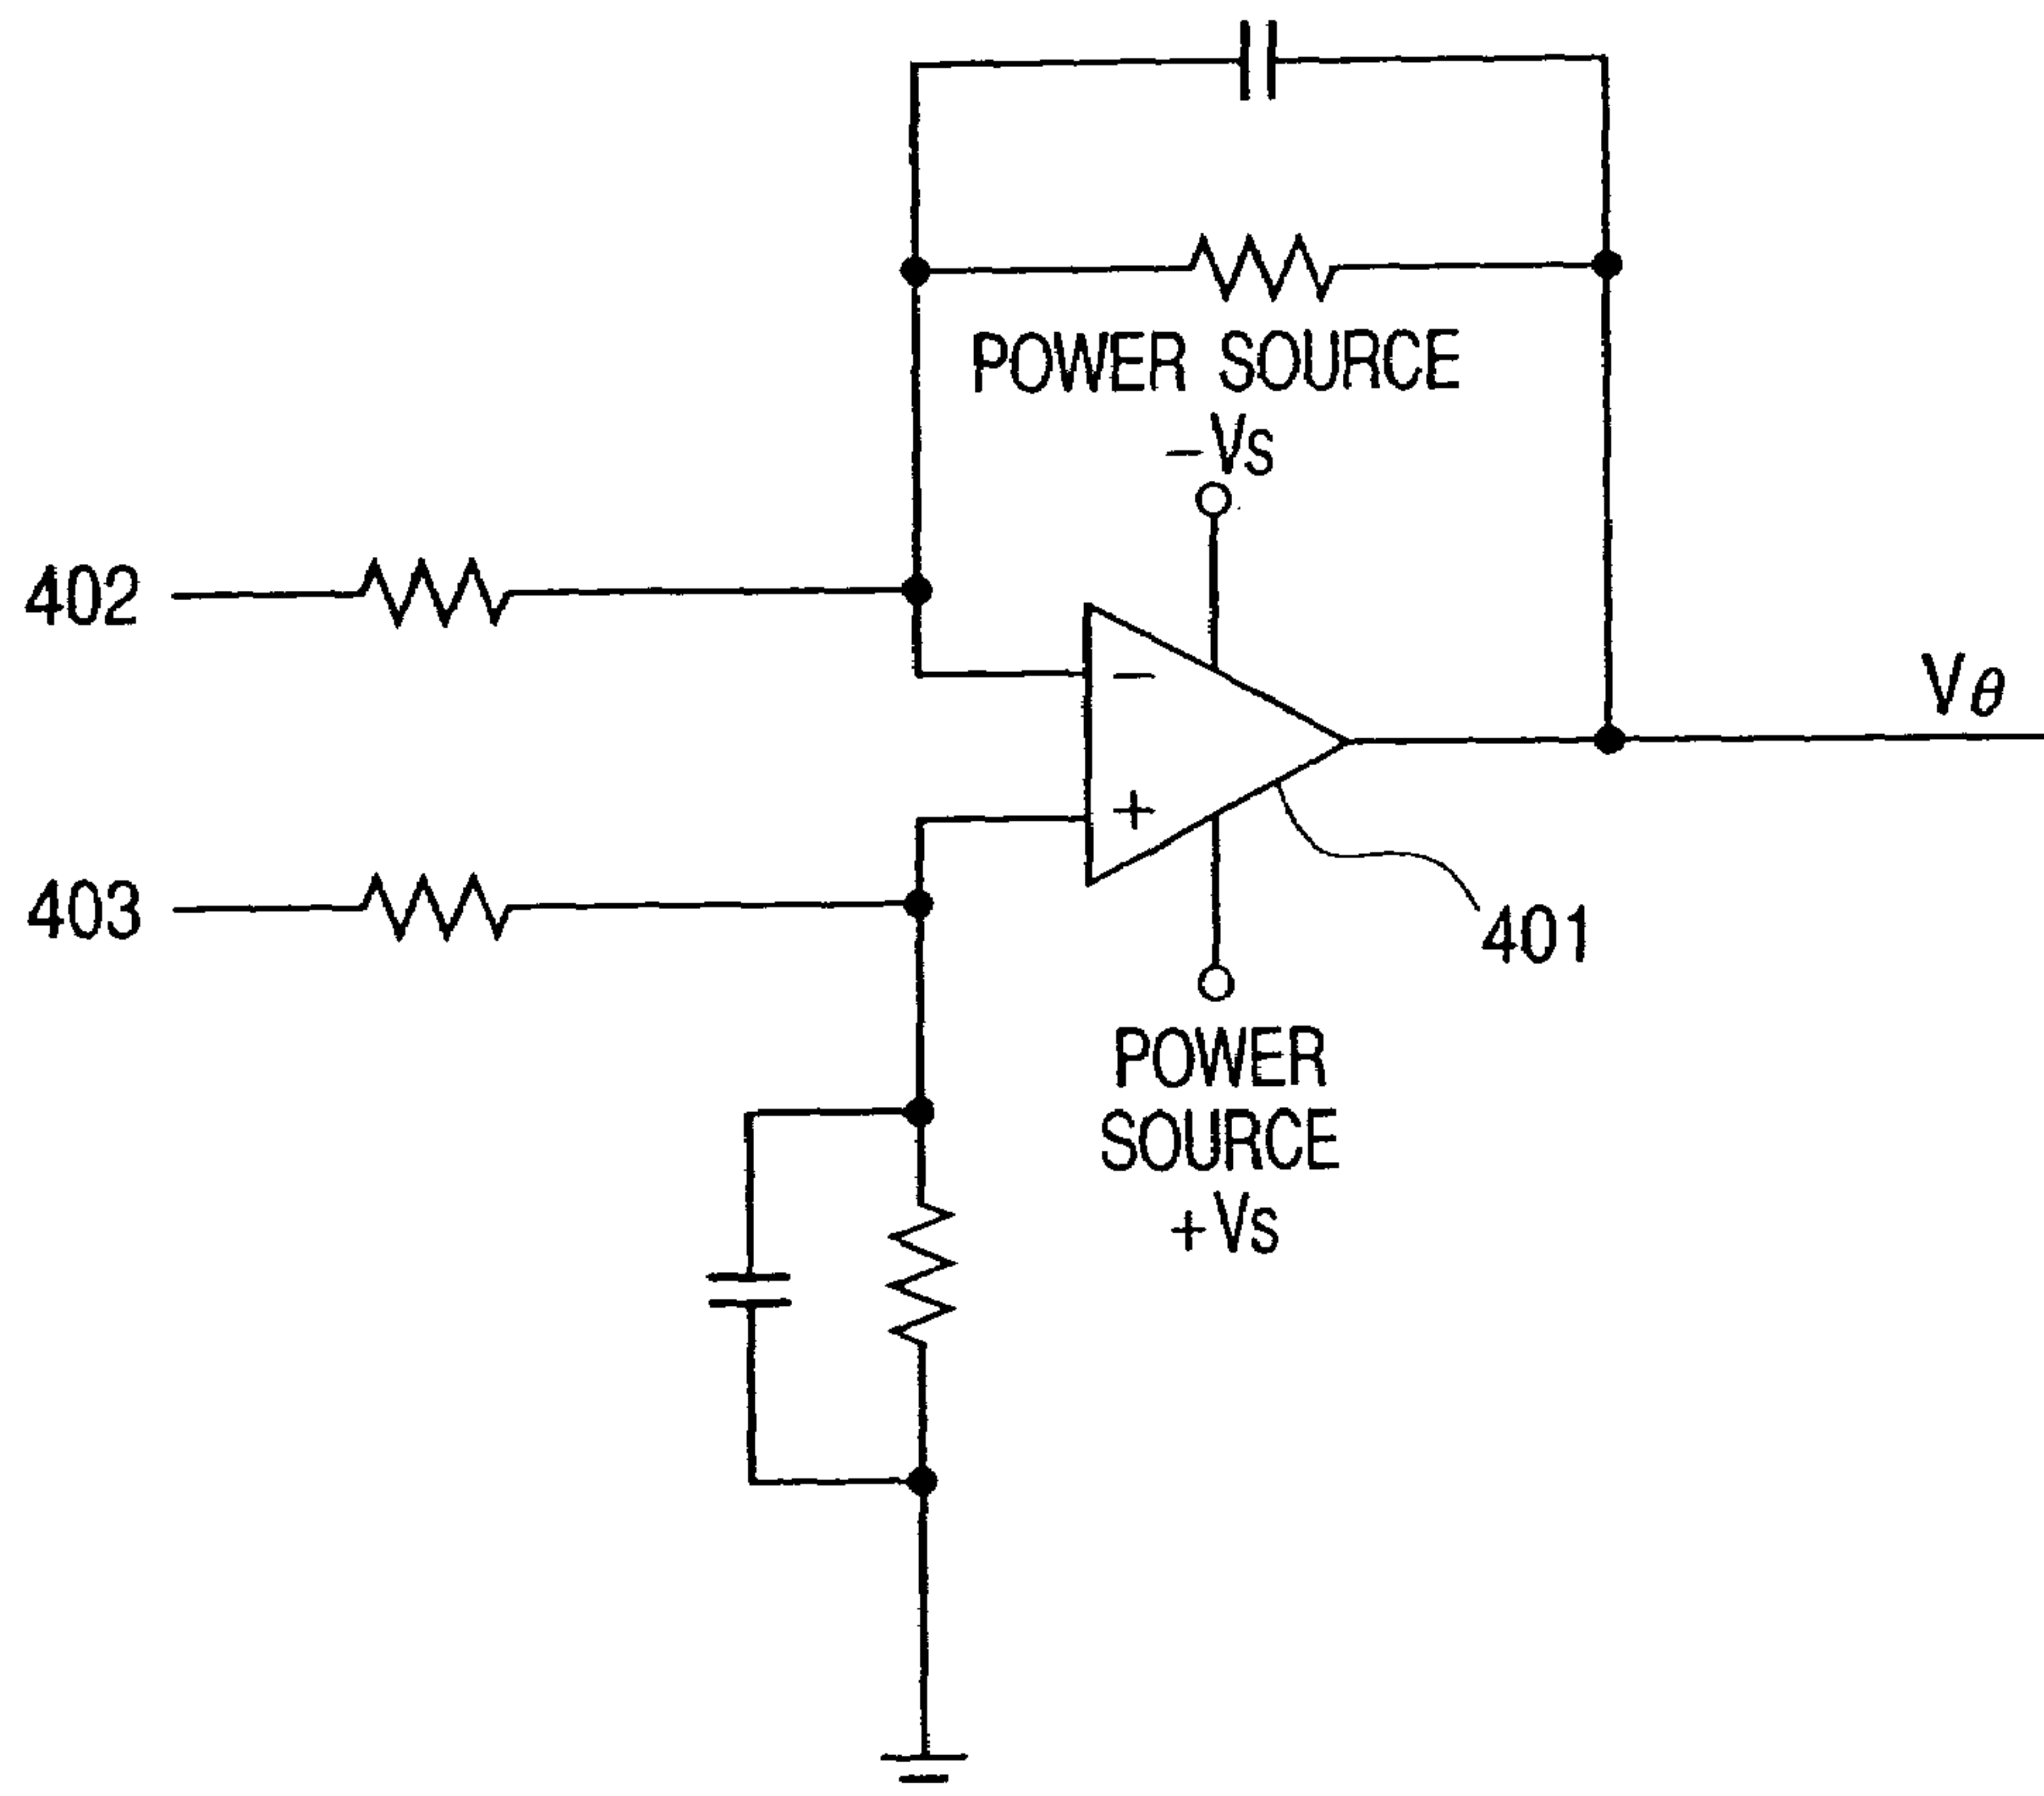 POWER SOURCE
−Vs
402
−
Vθ
+
403
401
POWER
SOURCE
+Vs